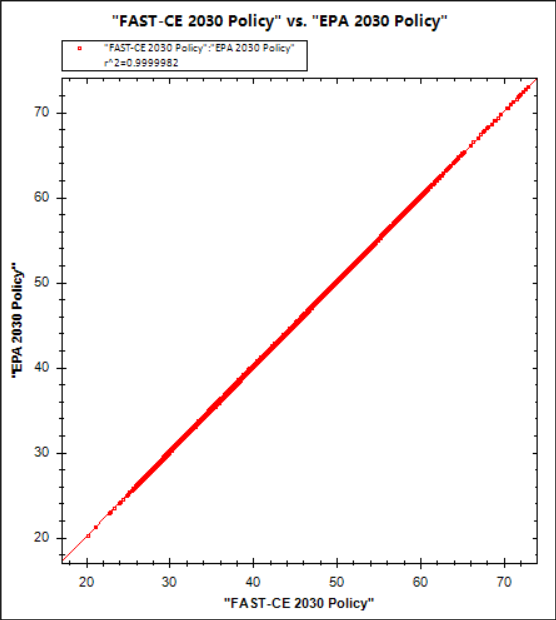 "FAST-CE 2030 Policy" vs. "EPA 2030 Policy"
"FAST-CE 2030 Policy":"EPA 2030 Policy"
r^2=0.9999982
70
60
50
40
30
20
"EPA 2030 Policy"
20 30 40 50 60 70
"FAST-CE 2030 Policy"